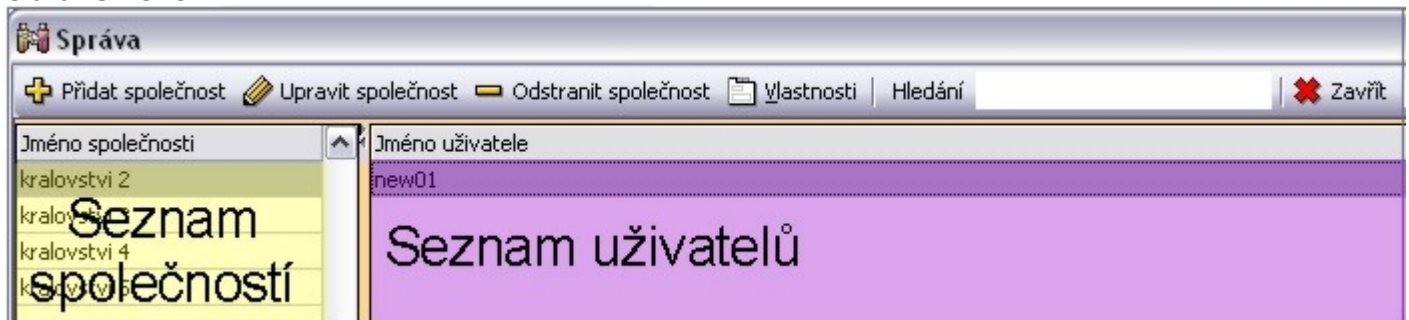 Správa
Přidat společnost Upravit společnost Odstranit společnost Vlastnosti Hledání Zavřít
Jméno společnosti Jméno uživatele
kralovstvi 2 new01
Seznam
kralovstvi 4
společností
Seznam uživatelů